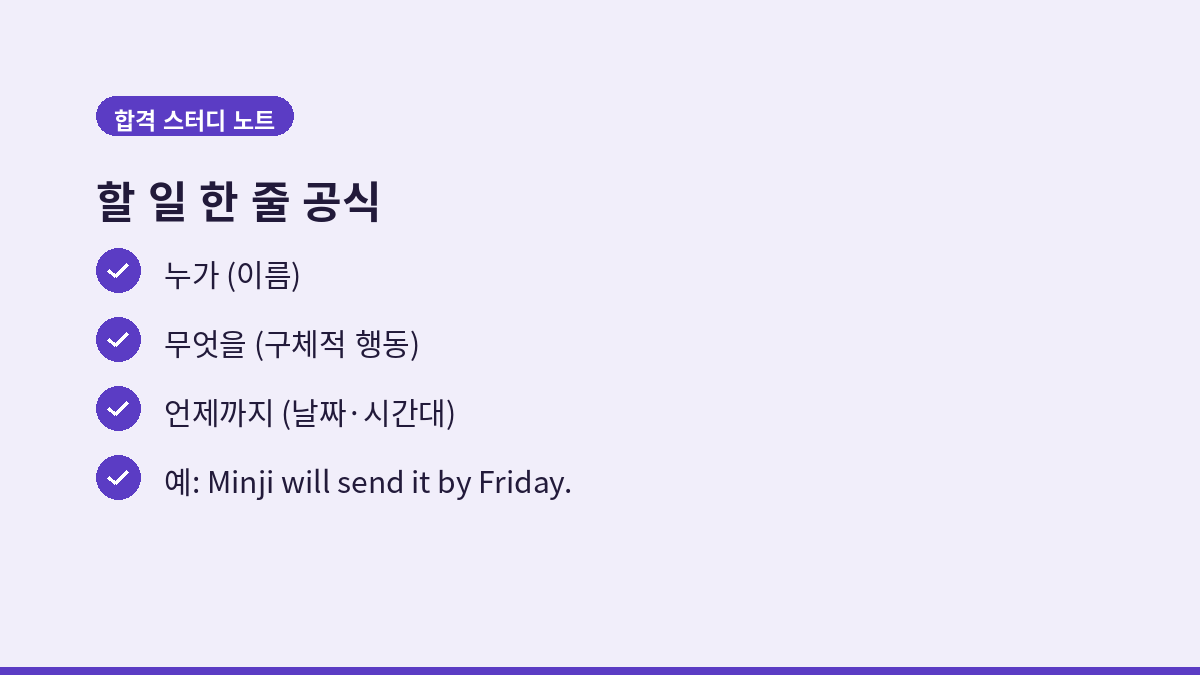 합격 스터디 노트
할 일 한 줄 공식
누가 (이름)
무엇을 (구체적 행동)
언제까지 (날짜·시간대)
예: Minji will send it by Friday.